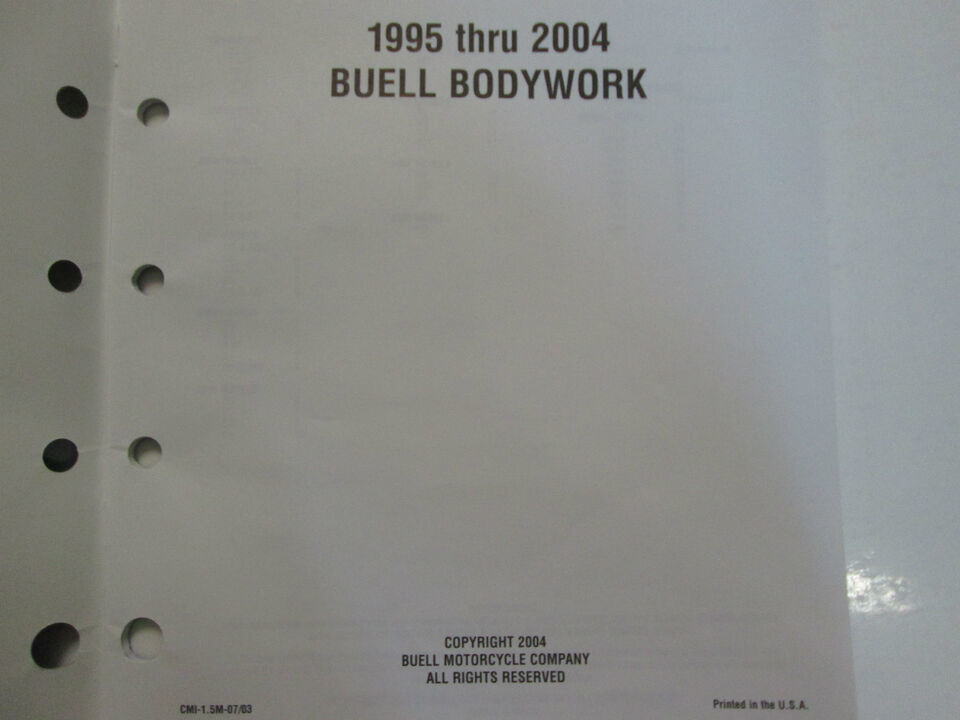 1995 thru 2004
BUELL BODYWORK
COPYRIGHT 2004
BUELL MOTORCYCLE COMPANY
ALL RIGHTS RESERVED
CMI-1.5M-07/03
Printed in the U.S.A.